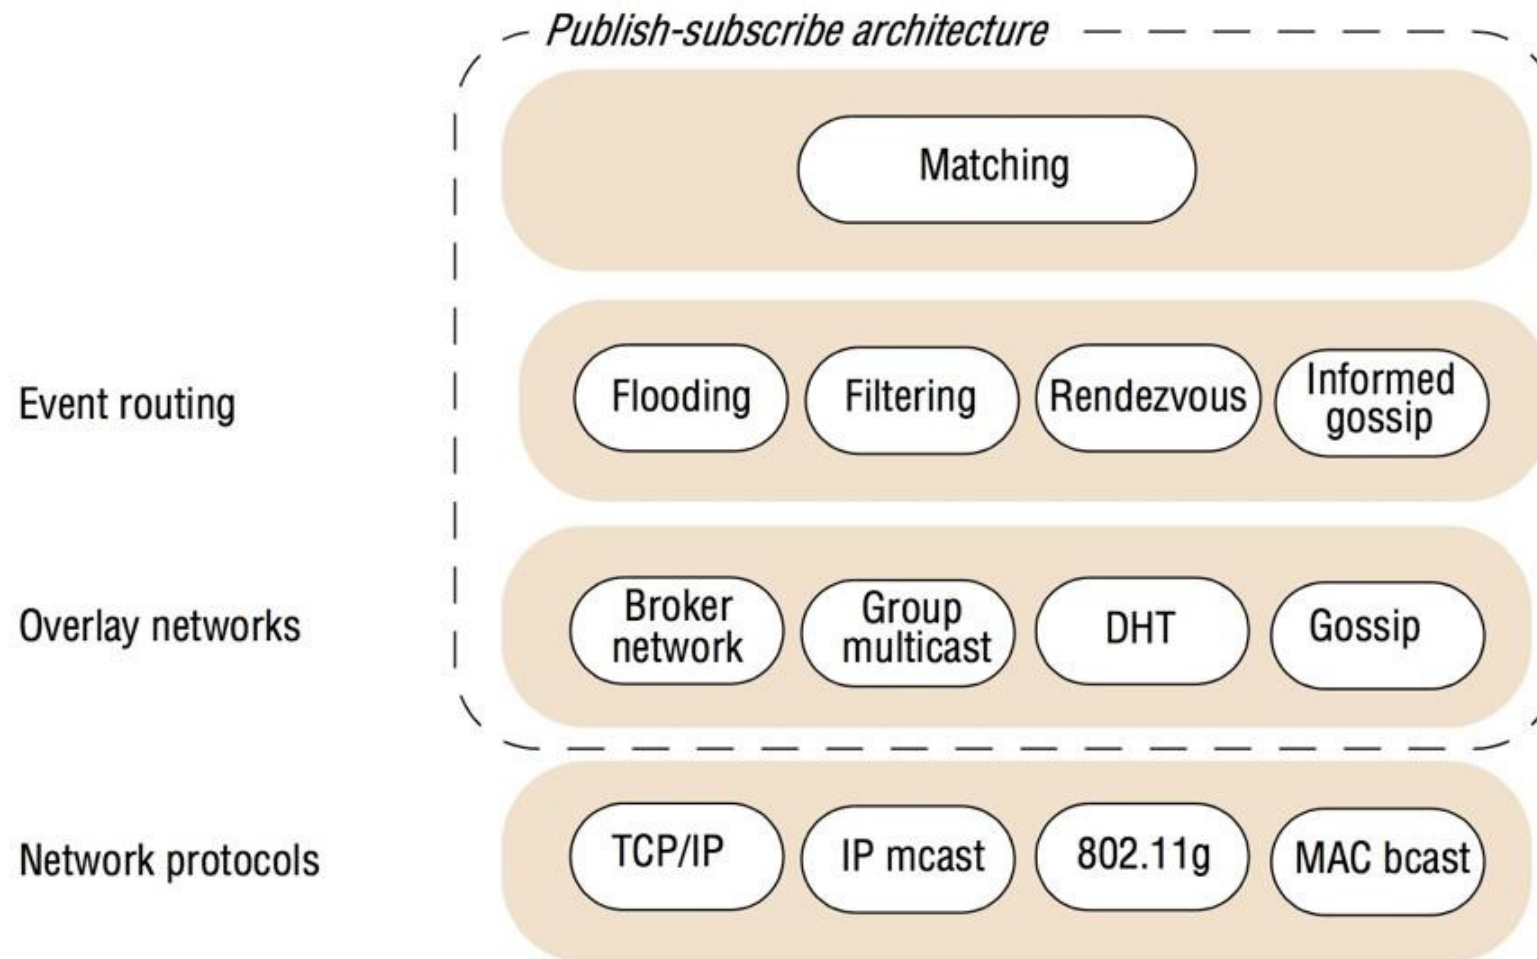 Publish-subscribe architecture
Matching
Event routing
Flooding
Filtering
Rendezvous
Informed
gossip
Overlay networks
Broker
network
Group
multicast
DHT
Gossip
Network protocols
TCP/IP
IP mcast
802.11g
MAC bcast